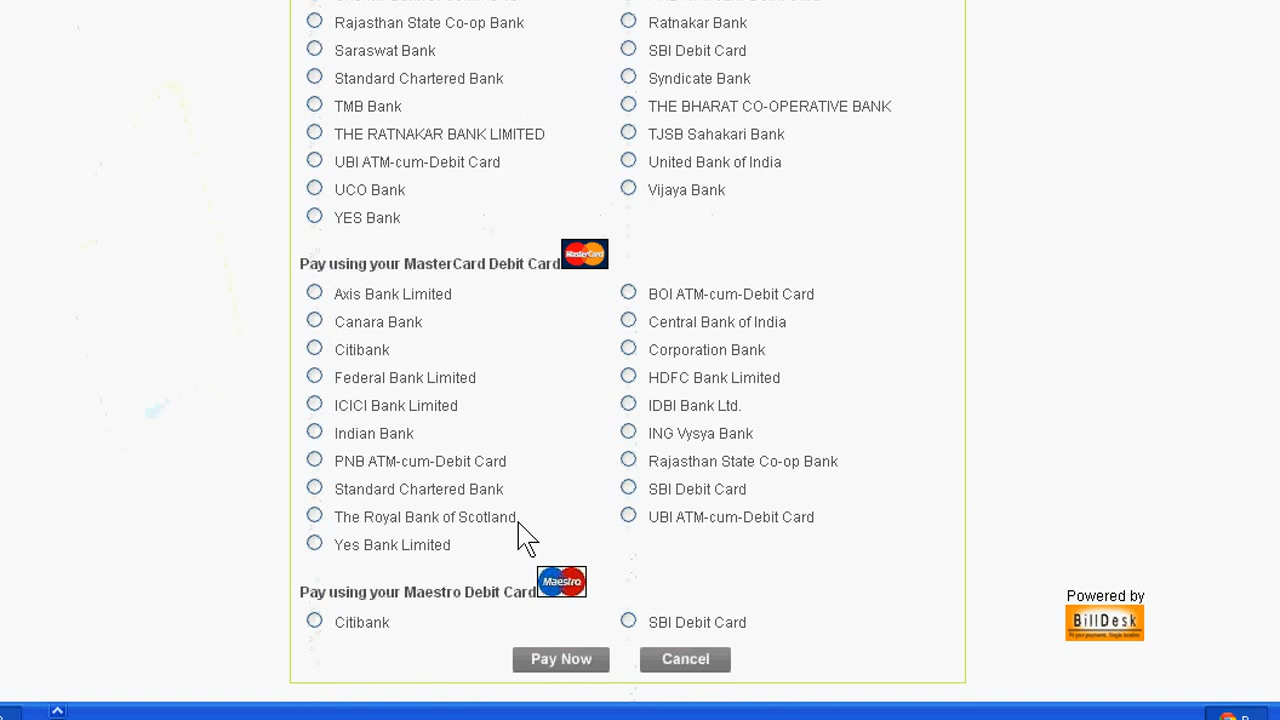 Rajasthan State Co-op Bank Ratnakar Bank
Saraswat Bank SBI Debit Card
Standard Chartered Bank Syndicate Bank
TMB Bank THE BHARAT CO-OPERATIVE BANK
THE RATNAKAR BANK LIMITED TJSB Sahakari Bank
UBI ATM-cum-Debit Card United Bank of India
UCO Bank Vijaya Bank
YES Bank
Pay using your MasterCard Debit Card MasterCard
Axis Bank Limited BOI ATM-cum-Debit Card
Canara Bank Central Bank of India
Citibank Corporation Bank
Federal Bank Limited HDFC Bank Limited
ICICI Bank Limited IDBI Bank Ltd.
Indian Bank ING Vysya Bank
PNB ATM-cum-Debit Card Rajasthan State Co-op Bank
Standard Chartered Bank SBI Debit Card
The Royal Bank of Scotland UBI ATM-cum-Debit Card
Yes Bank Limited
Pay using your Maestro Debit Card Maestro
Citibank SBI Debit Card
Powered by
BillDesk
Pay Now Cancel